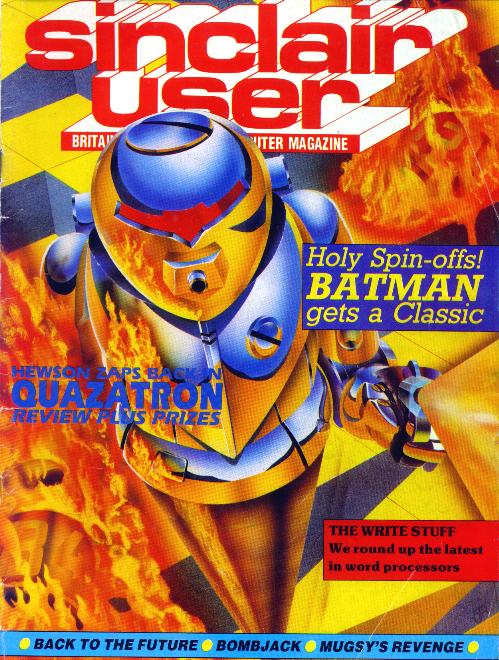 sinclair
user
BRITAI UTER MAGAZINE
Holy Spin-offs!
BATMAN
gets a Classic
HEWSON ZAPS BACK IN
QUAZATRON
REVIEW PLUS PRIZES
THE WRITE STUFF
We round up the latest
in word processors
BACK TO THE FUTURE BOMBJACK MUGSY'S REVENGE